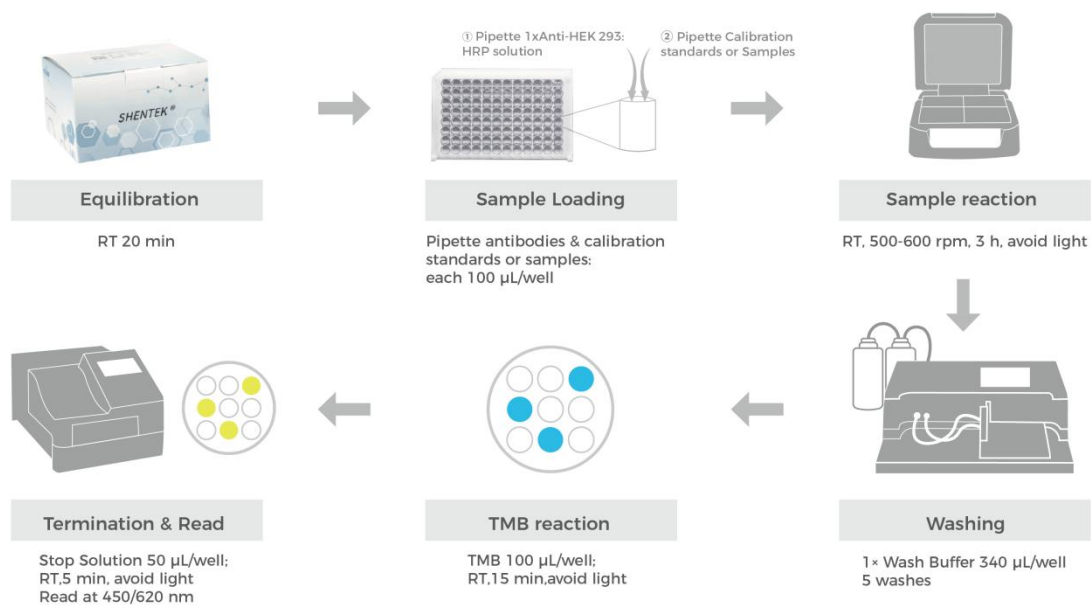 ① Pipette 1xAnti-HEK 293:
HRP solution
② Pipette Calibration
standards or Samples
SHENTEK®
Equilibration
RT 20 min
Sample Loading
Pipette antibodies & calibration
standards or samples:
each 100 μL/well
Sample reaction
RT, 500-600 rpm, 3 h, avoid light
Termination & Read
Stop Solution 50 μL/well;
RT,5 min, avoid light
Read at 450/620 nm
TMB reaction
TMB 100 μL/well;
RT,15 min,avoid light
Washing
1× Wash Buffer 340 μL/well
5 washes